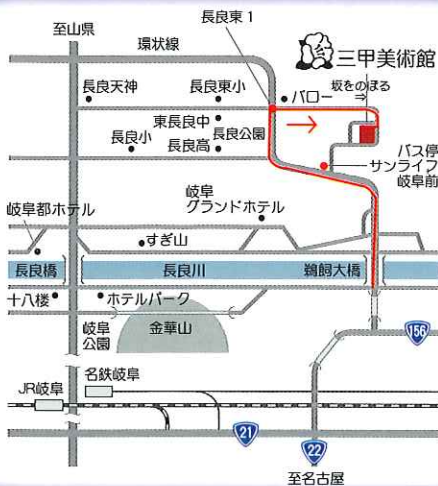 長良東1
至山県
環状線
三甲美術館
長良天神
長良東小
バロー
坂をのぼる
⇒
東長良中
長良公園
長良小
長良高
バス停
サンライフ
岐阜前
岐阜
グランドホテル
岐阜都ホテル
すぎ山
長良橋
長良川
鵜飼大橋
十八楼
ホテルパーク
岐阜
公園
金華山
156
名鉄岐阜
JR岐阜
21
22
至名古屋